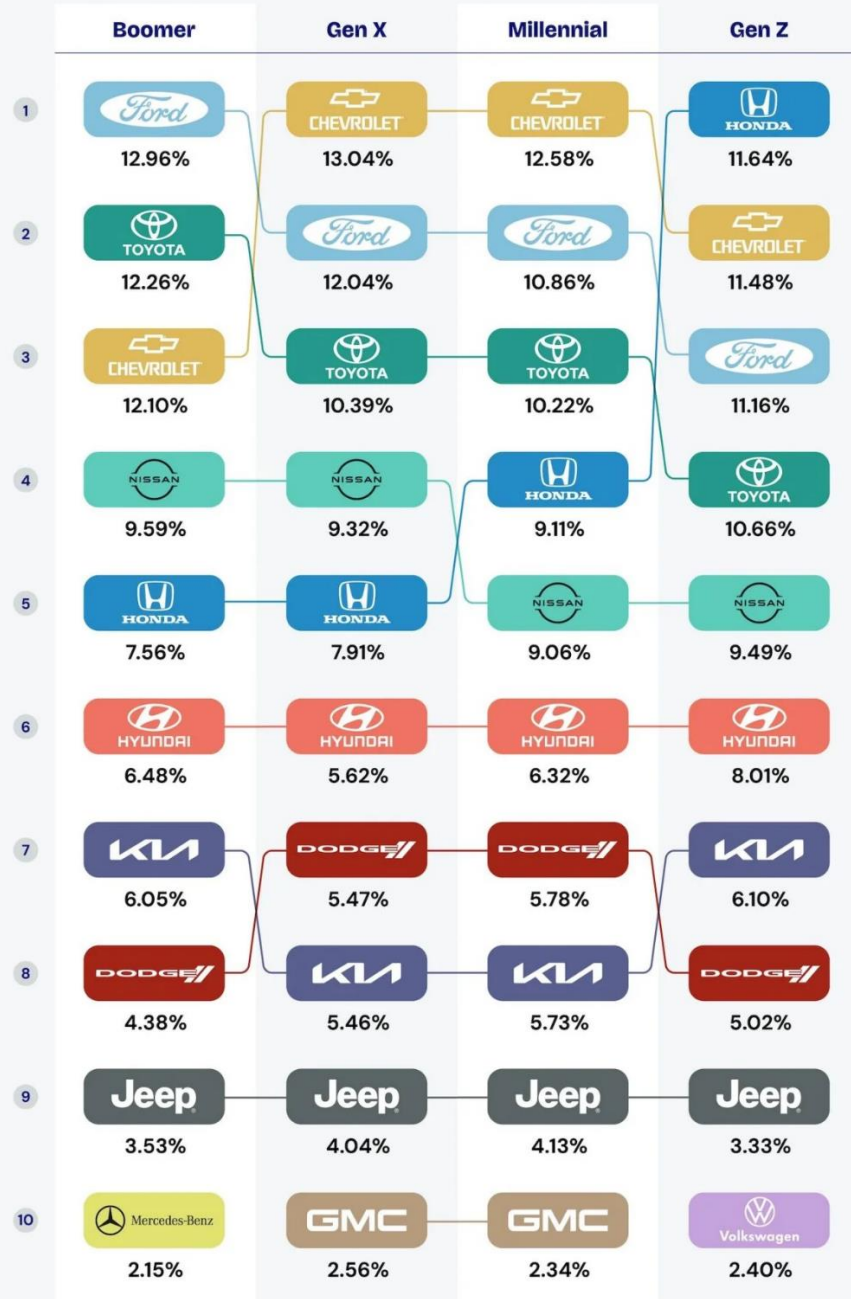 Boomer Gen X Millennial Gen Z
1
Ford CHEVROLET CHEVROLET HONDA
12.96% 13.04% 12.58% 11.64%
2
TOYOTA Ford Ford CHEVROLET
12.26% 12.04% 10.86% 11.48%
3
CHEVROLET TOYOTA TOYOTA Ford
12.10% 10.39% 10.22% 11.16%
4
NISSAN NISSAN HONDA TOYOTA
9.59% 9.32% 9.11% 10.66%
5
HONDA HONDA NISSAN NISSAN
7.56% 7.91% 9.06% 9.49%
6
HYUNDAI HYUNDAI HYUNDAI HYUNDAI
6.48% 5.62% 6.32% 8.01%
7
KIA DODGE DODGE KIA
6.05% 5.47% 5.78% 6.10%
8
DODGE KIA KIA DODGE
4.38% 5.46% 5.73% 5.02%
9
Jeep Jeep Jeep Jeep
3.53% 4.04% 4.13% 3.33%
10
Mercedes-Benz GMC GMC Volkswagen
2.15% 2.56% 2.34% 2.40%